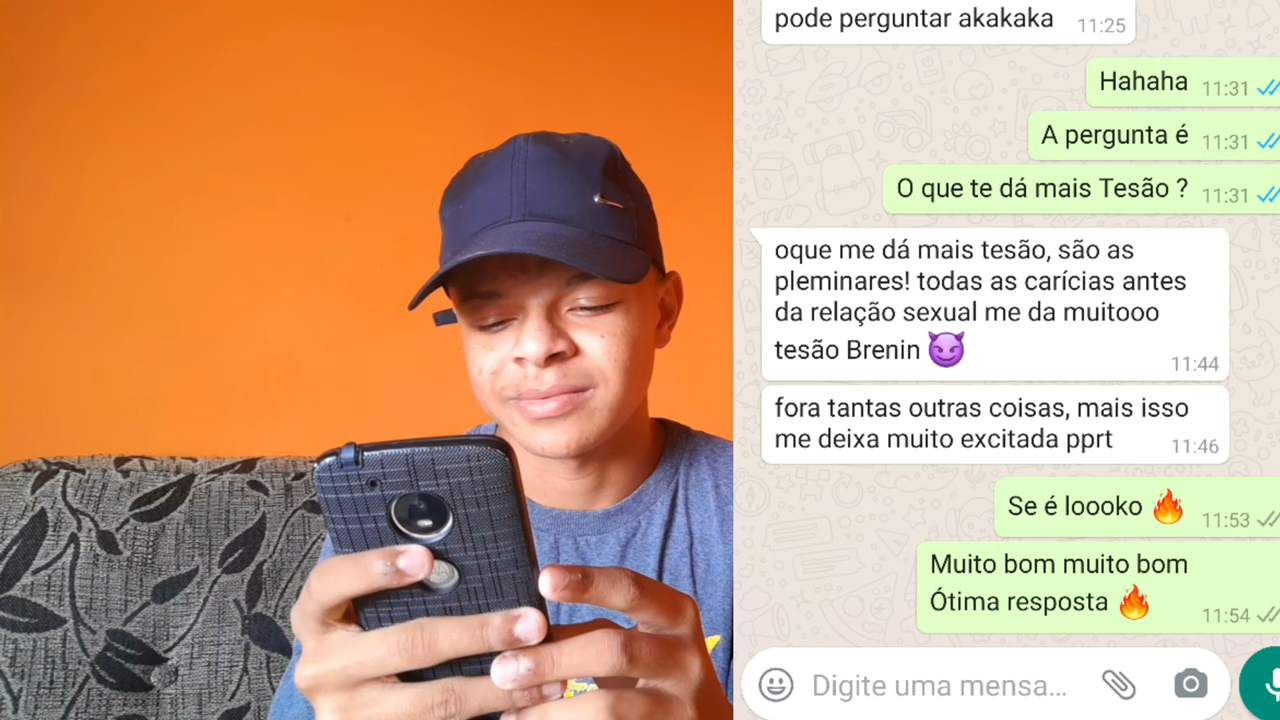 pode perguntar akakaka 11:25
Hahaha 11:31
A pergunta é 11:31
O que te dá mais Tesão ? 11:31
oque me dá mais tesão, são as
pleminares! todas as carícias antes
da relação sexual me da muitooo
tesão Brenin 😈 11:44
fora tantas outras coisas, mais isso
me deixa muito excitada pprt 11:46
Se é loooko 🔥 11:53
Muito bom muito bom
Ótima resposta 🔥 11:54
Digite uma mensa...